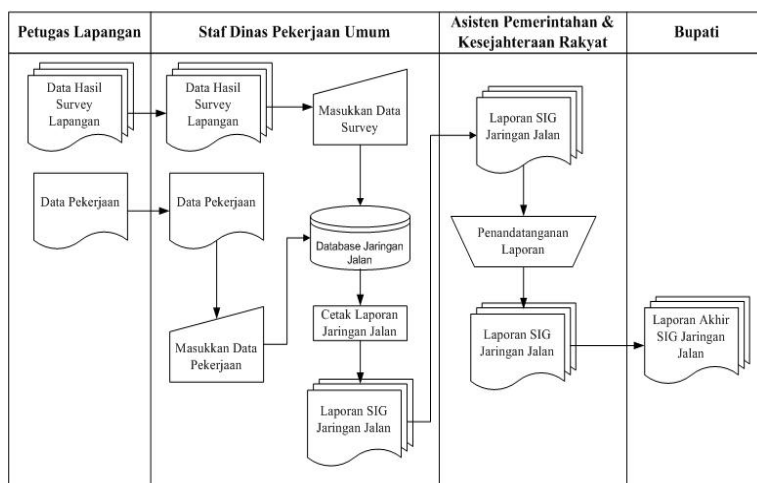 Petugas Lapangan
Staf Dinas Pekerjaan Umum
Asisten Pemerintahan &
Kesejahteraan Rakyat
Bupati
Data Hasil
Survey
Lapangan
Data Hasil
Survey
Lapangan
Masukkan Data
Survey
Laporan SIG
Jaringan Jalan
Data Pekerjaan
Data Pekerjaan
Database Jaringan
Jalan
Penandatanganan
Laporan
Masukkan Data
Pekerjaan
Cetak Laporan
Jaringan Jalan
Laporan SIG
Jaringan Jalan
Laporan SIG
Jaringan Jalan
Laporan Akhir
SIG Jaringan
Jalan